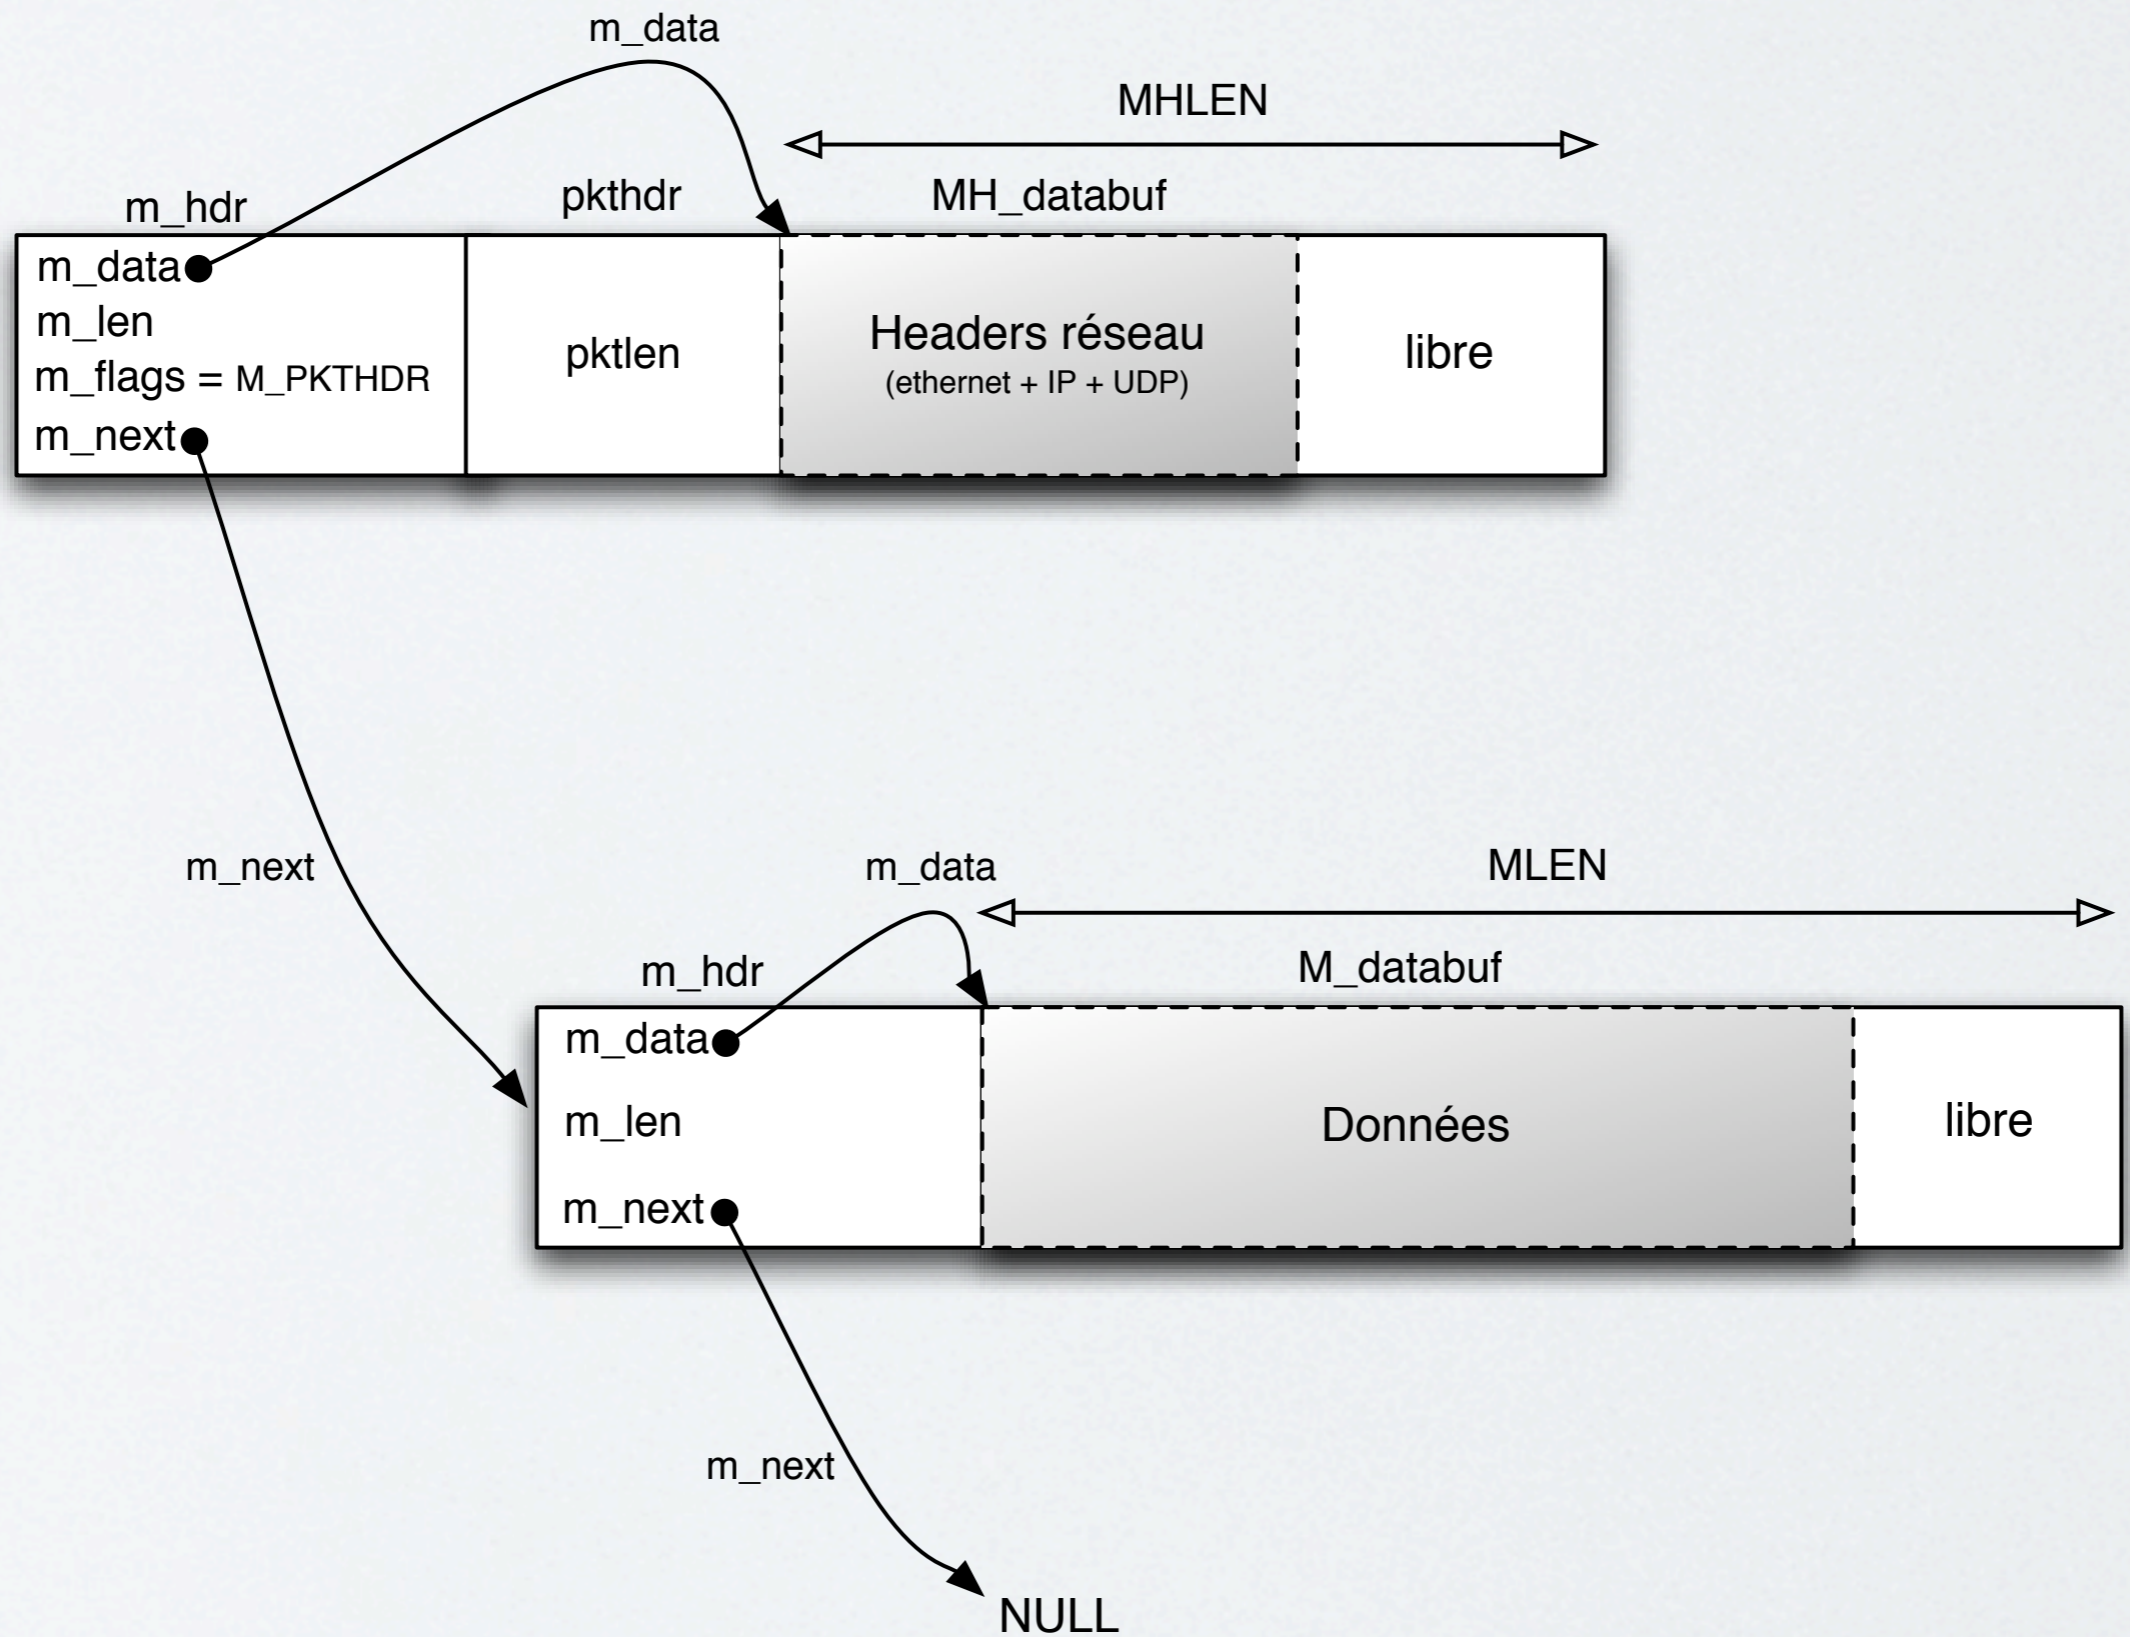 m_data
MHLEN
m_hdr
pkthdr
MH_databuf
m_data
m_len
m_flags = M_PKTHDR
m_next
pktlen
Headers réseau
(ethernet + IP + UDP)
libre
m_next
m_data
MLEN
m_hdr
M_databuf
m_data
m_len
m_next
Données
libre
m_next
NULL